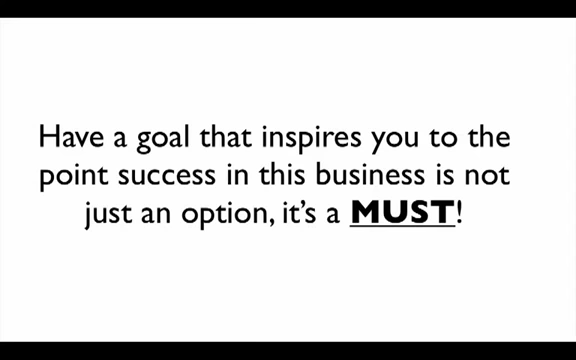 Have a goal that inspires you to the
point success in this business is not
just an option, it's a MUST!